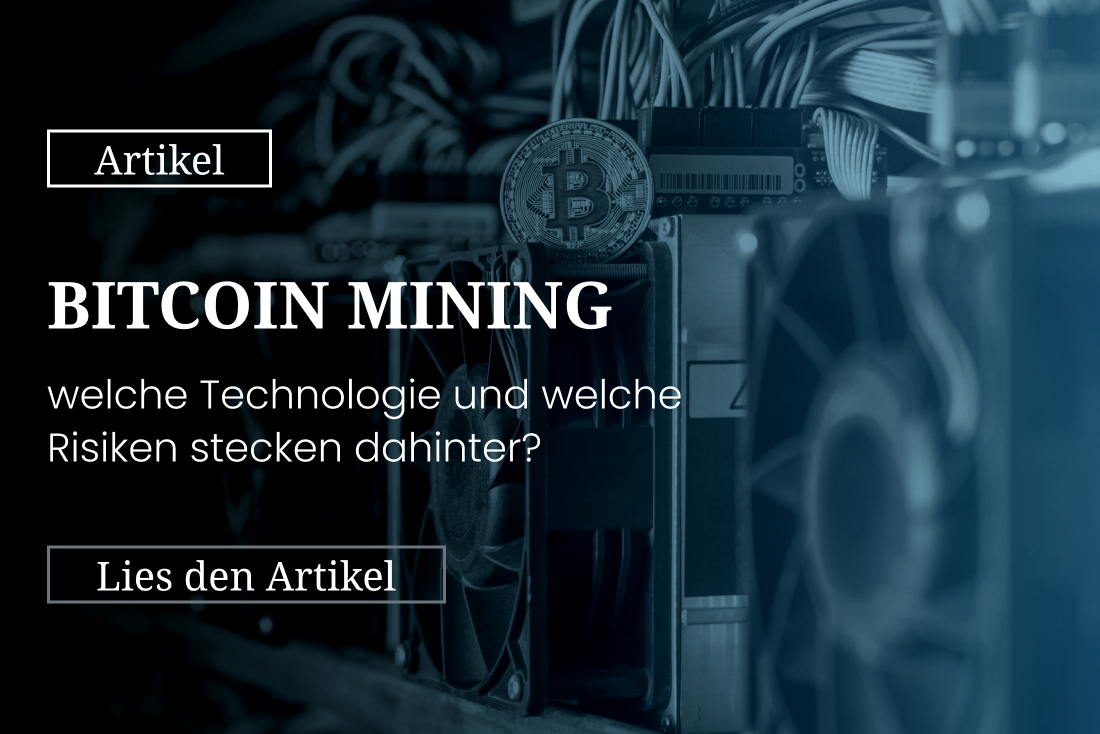 Artikel
BITCOIN MINING
welche Technologie und welche
Risiken stecken dahinter?
Lies den Artikel